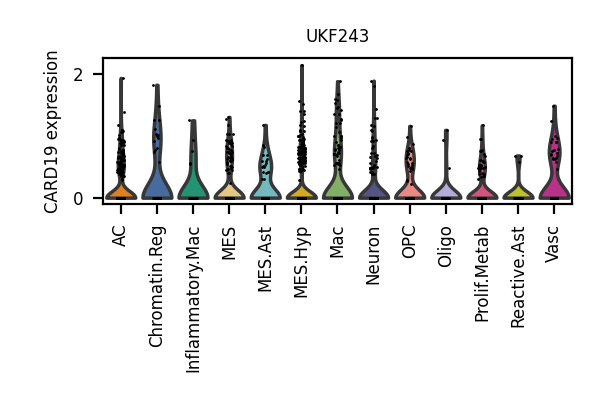 UKF243
CARD19 expression
2
0
AC
Chromatin.Reg
Inflammatory.Mac
MES
MES.Ast
MES.Hyp
Mac
Neuron
OPC
Oligo
Prolif.Metab
Reactive.Ast
Vasc